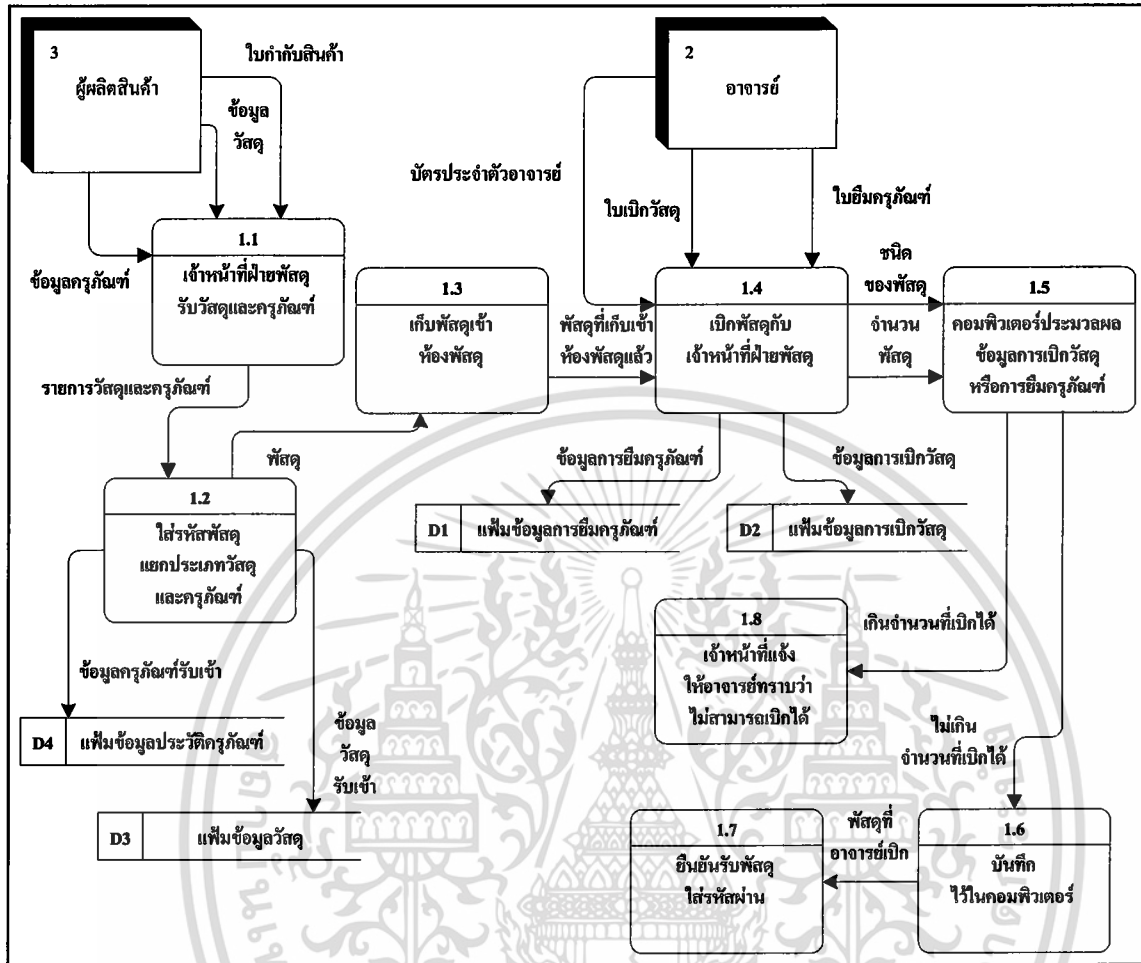 3
ผู้ผลิตสินค้า
ใบกำกับสินค้า
ข้อมูล
วัสดุ
ข้อมูลครุภัณฑ์
2
อาจารย์
บัตรประจำตัวอาจารย์
ใบเบิกวัสดุ
ใบยืมครุภัณฑ์
1.1
เจ้าหน้าที่ฝ่ายพัสดุ
รับวัสดุและครุภัณฑ์
รายการวัสดุและครุภัณฑ์
1.2
ใส่รหัสพัสดุ
แยกประเภทวัสดุ
และครุภัณฑ์
พัสดุ
1.3
เก็บพัสดุเข้า
ห้องพัสดุ
พัสดุที่เก็บเข้า
ห้องพัสดุแล้ว
1.4
เบิกพัสดุกับ
เจ้าหน้าที่ฝ่ายพัสดุ
ชนิด
ของพัสดุ
จำนวน
พัสดุ
1.5
คอมพิวเตอร์ประมวลผล
ข้อมูลการเบิกวัสดุ
หรือการยืมครุภัณฑ์
ข้อมูลการยืมครุภัณฑ์
ข้อมูลการเบิกวัสดุ
D1 แฟ้มข้อมูลการยืมครุภัณฑ์
D2 แฟ้มข้อมูลการเบิกวัสดุ
เกินจำนวนที่เบิกได้
1.8
เจ้าหน้าที่แจ้ง
ให้อาจารย์ทราบว่า
ไม่สามารถเบิกได้
ข้อมูลครุภัณฑ์รับเข้า
D4 แฟ้มข้อมูลประวัติครุภัณฑ์
ข้อมูล
วัสดุ
รับเข้า
D3 แฟ้มข้อมูลวัสดุ
ไม่เกิน
จำนวนที่เบิกได้
1.6
บันทึก
ไว้ในคอมพิวเตอร์
พัสดุที่
อาจารย์เบิก
1.7
ยืนยันรับพัสดุ
ใส่รหัสผ่าน